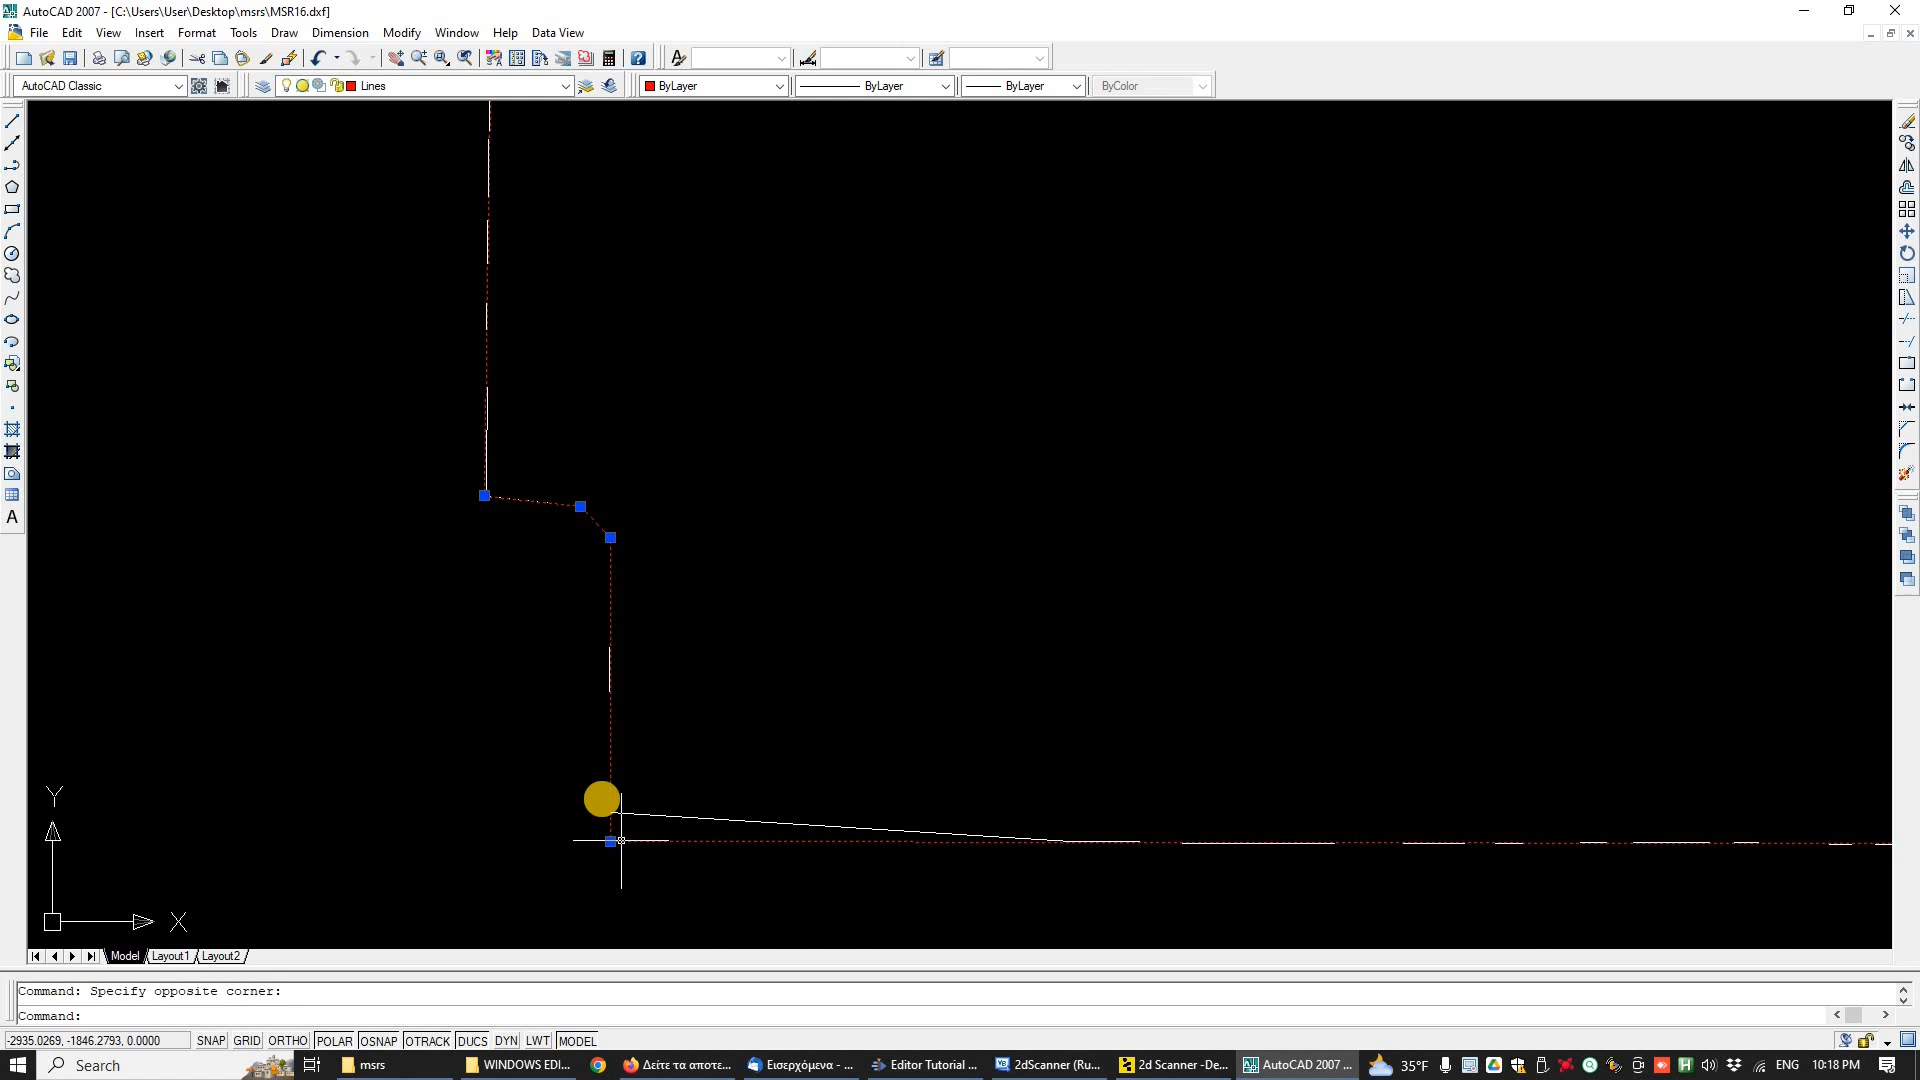 AutoCAD 2007 - [C:\Users\User\Desktop\msrs\MSR16.dxf]
File Edit View Insert Format Tools Draw Dimension Modify Window Help Data View
AutoCAD Classic
Lines
ByLayer
ByLayer
ByLayer
ByColor
A
Y
X
Model Layout1 Layout2
Command: Specify opposite corner:
Command:
-2935.0269, -1846.2793, 0.0000
SNAP GRID ORTHO POLAR OSNAP OTRACK DUCS DYN LWT MODEL
Search
msrs
WINDOWS EDI...
Δείτε τα αποτε...
Εισερχόμενα - ...
Editor Tutorial ...
2dScanner (Ru...
2d Scanner -De...
AutoCAD 2007 ...
35°F
ENG
10:18 PM